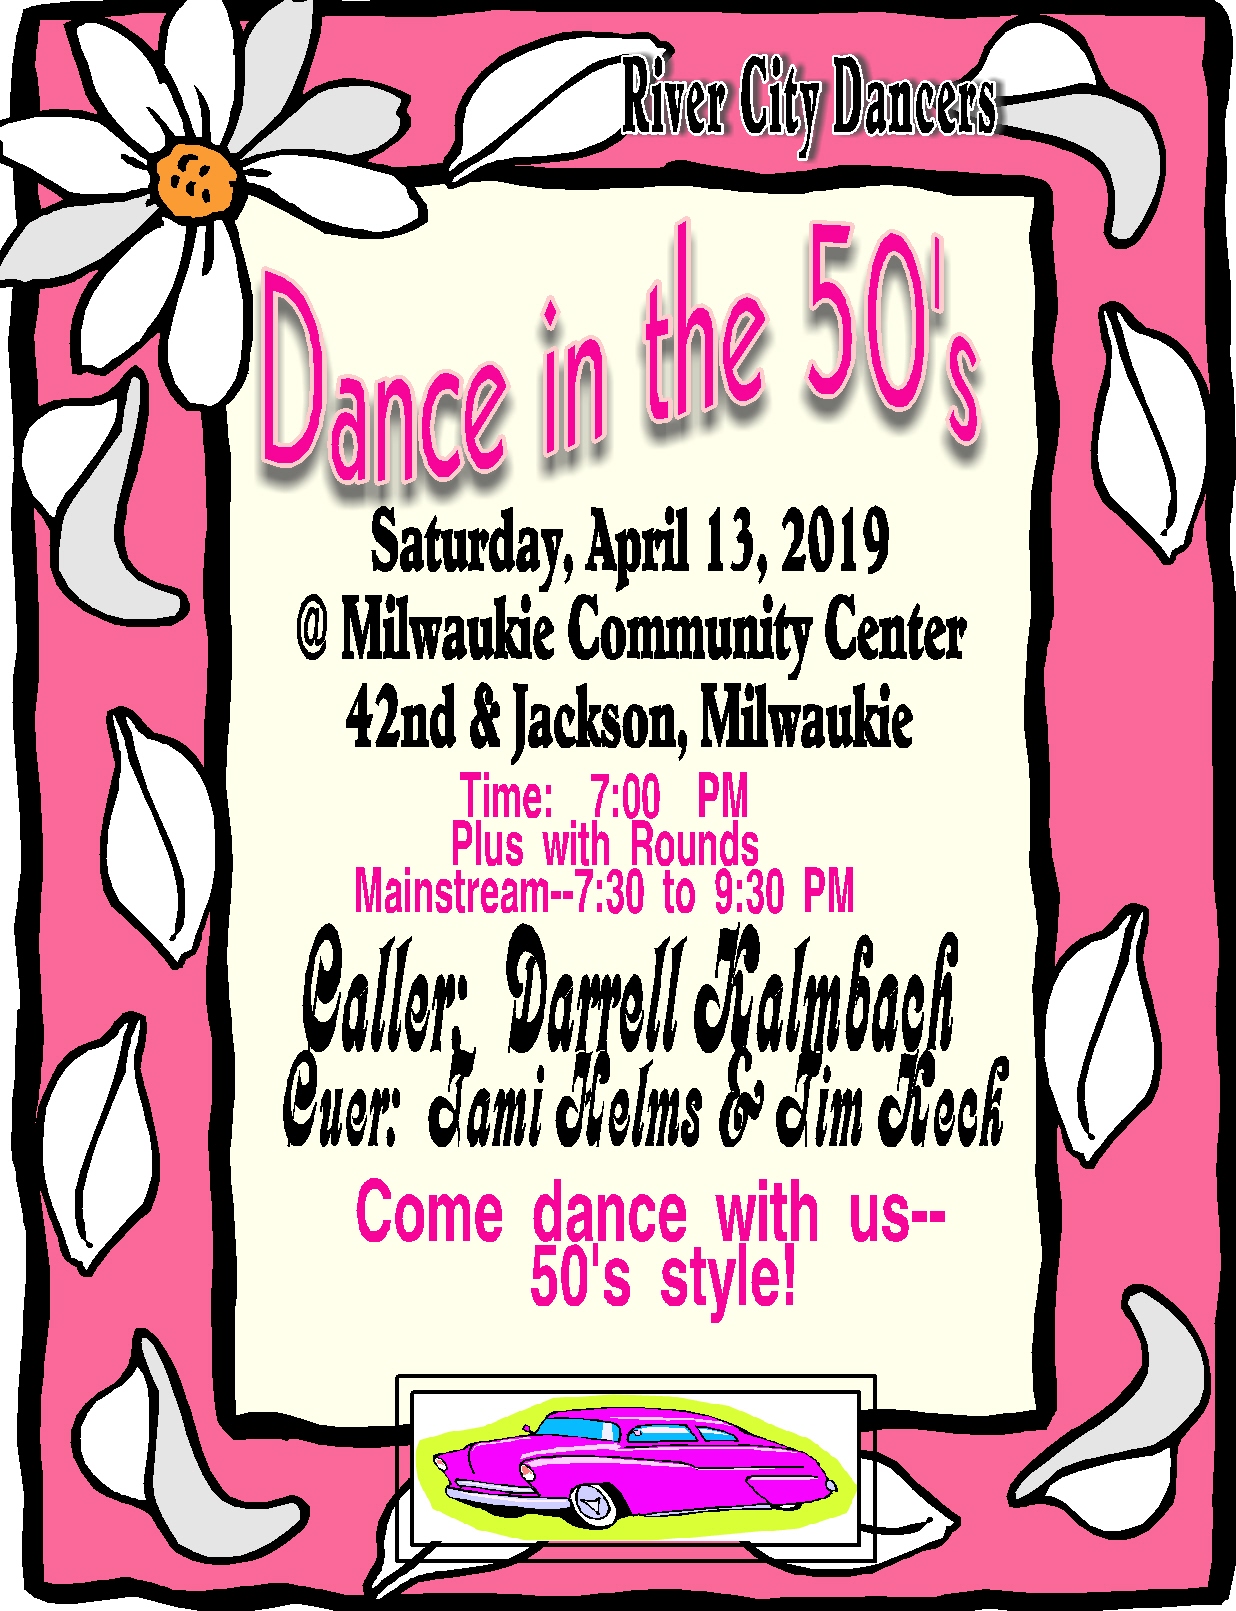 River City Dancers
Dance in the 50's
Saturday, April 13, 2019
@ Milwaukie Community Center
42nd & Jackson, Milwaukie
Time: 7:00 PM
Plus with Rounds
Mainstream--7:30 to 9:30 PM
Caller: Darrell Kalmbach
Cuer: Tami Helms & Tim Keck
Come dance with us--
50's style!